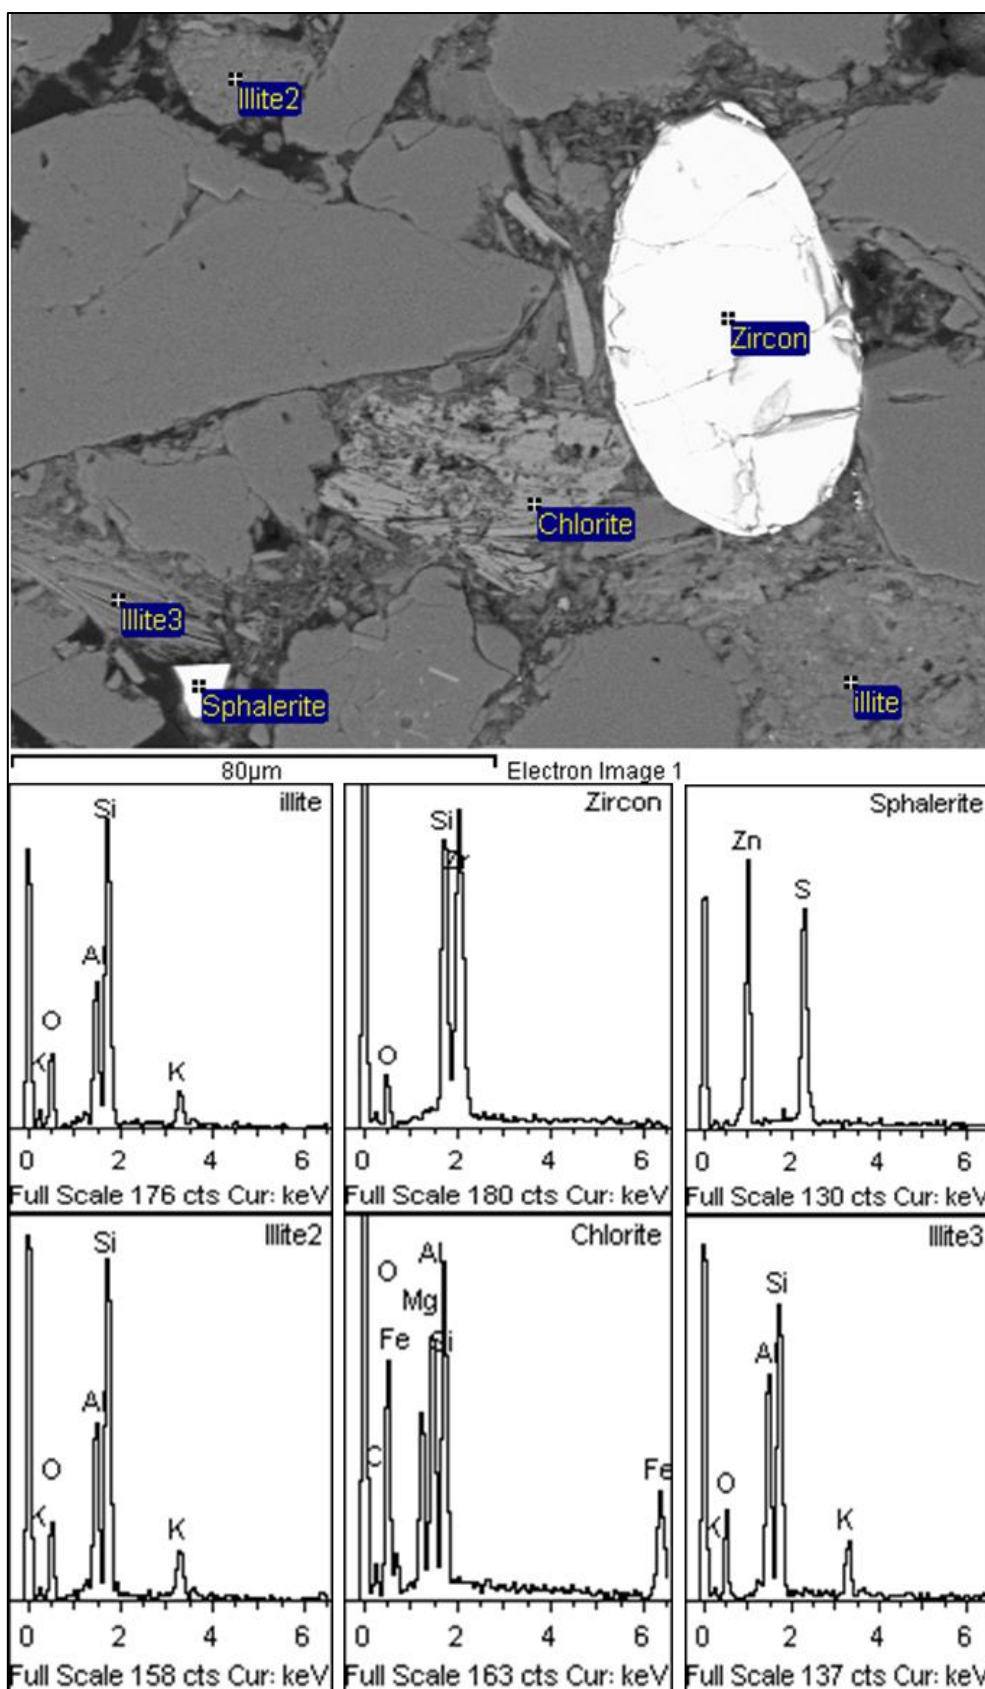 Illite2
Zircon
Chlorite
Illite3
Sphalerite
illite
80µm Electron Image 1
illite
Si
Al
O
K
K
0 2 4 6
Full Scale 176 cts Cur: keV
Zircon
Si
Zr
O
0 2 4 6
Full Scale 180 cts Cur: keV
Sphalerite
Zn
S
0 2 4 6
Full Scale 130 cts Cur: keV
Illite2
Si
Al
O
K
K
0 2 4 6
Full Scale 158 cts Cur: keV
Chlorite
Al
O
Mg
Fe
Si
C
Fe
0 2 4 6
Full Scale 163 cts Cur: keV
Illite3
Si
Al
O
K
K
0 2 4 6
Full Scale 137 cts Cur: keV